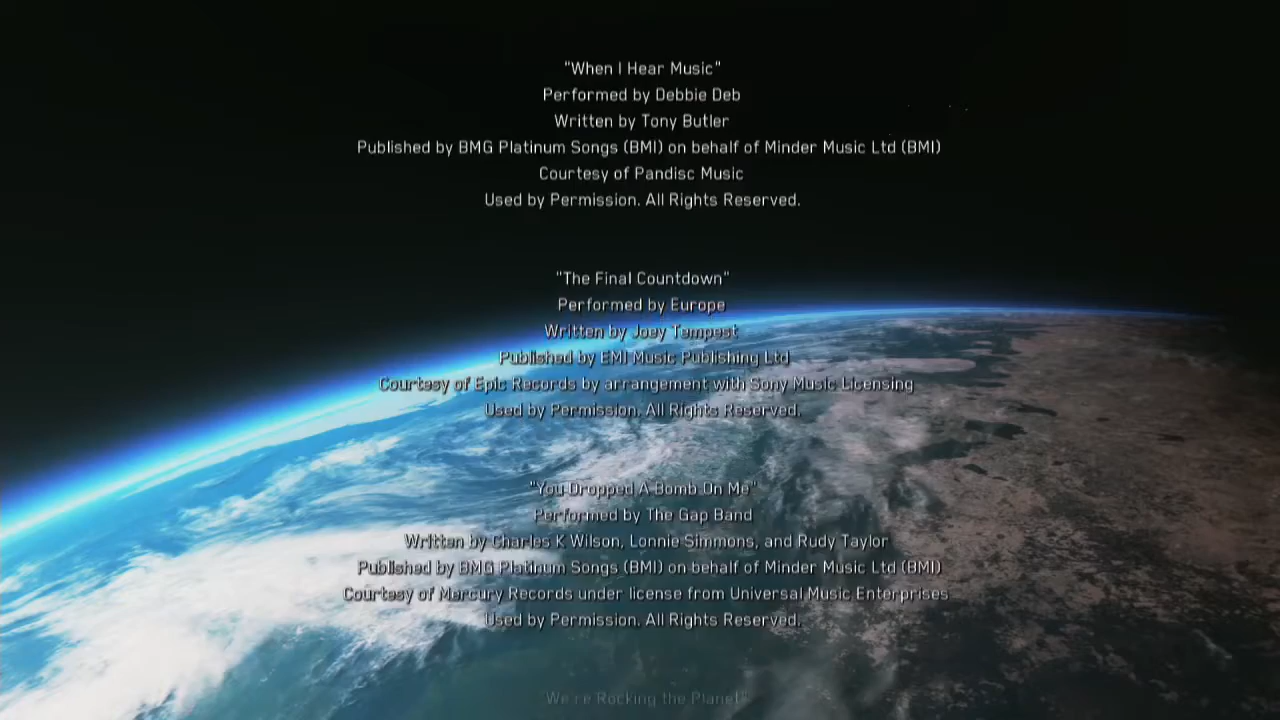 "When I Hear Music"
Performed by Debbie Deb
Written by Tony Butler
Published by BMG Platinum Songs (BMI) on behalf of Minder Music Ltd (BMI)
Courtesy of Pandisc Music
Used by Permission. All Rights Reserved.
"The Final Countdown"
Performed by Europe
Written by Joey Tempest
Published by EMI Music Publishing Ltd
Courtesy of Epic Records by arrangement with Sony Music Licensing
Used by Permission. All Rights Reserved.
"You Dropped A Bomb On Me"
Performed by The Gap Band
Written by Charles K Wilson, Lonnie Simmons, and Rudy Taylor
Published by BMG Platinum Songs (BMI) on behalf of Minder Music Ltd (BMI)
Courtesy of Mercury Records under license from Universal Music Enterprises
Used by Permission. All Rights Reserved.
"We're Rocking the Planet"